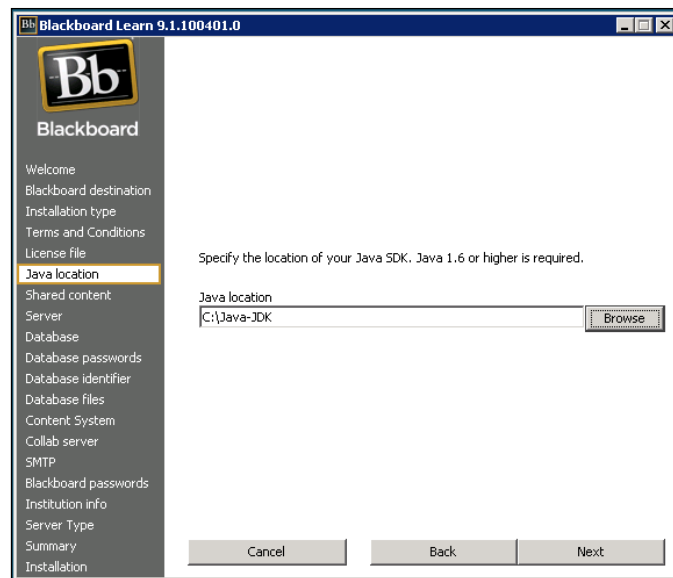 Bb Blackboard Learn 9.1.100401.0
Bb
Blackboard
Welcome
Blackboard destination
Installation type
Terms and Conditions
License file
Java location
Shared content
Server
Database
Database passwords
Database identifier
Database files
Content System
Collab server
SMTP
Blackboard passwords
Institution info
Server Type
Summary
Installation
Specify the location of your Java SDK. Java 1.6 or higher is required.
Java location
C:\Java-JDK
Browse
Cancel
Back
Next